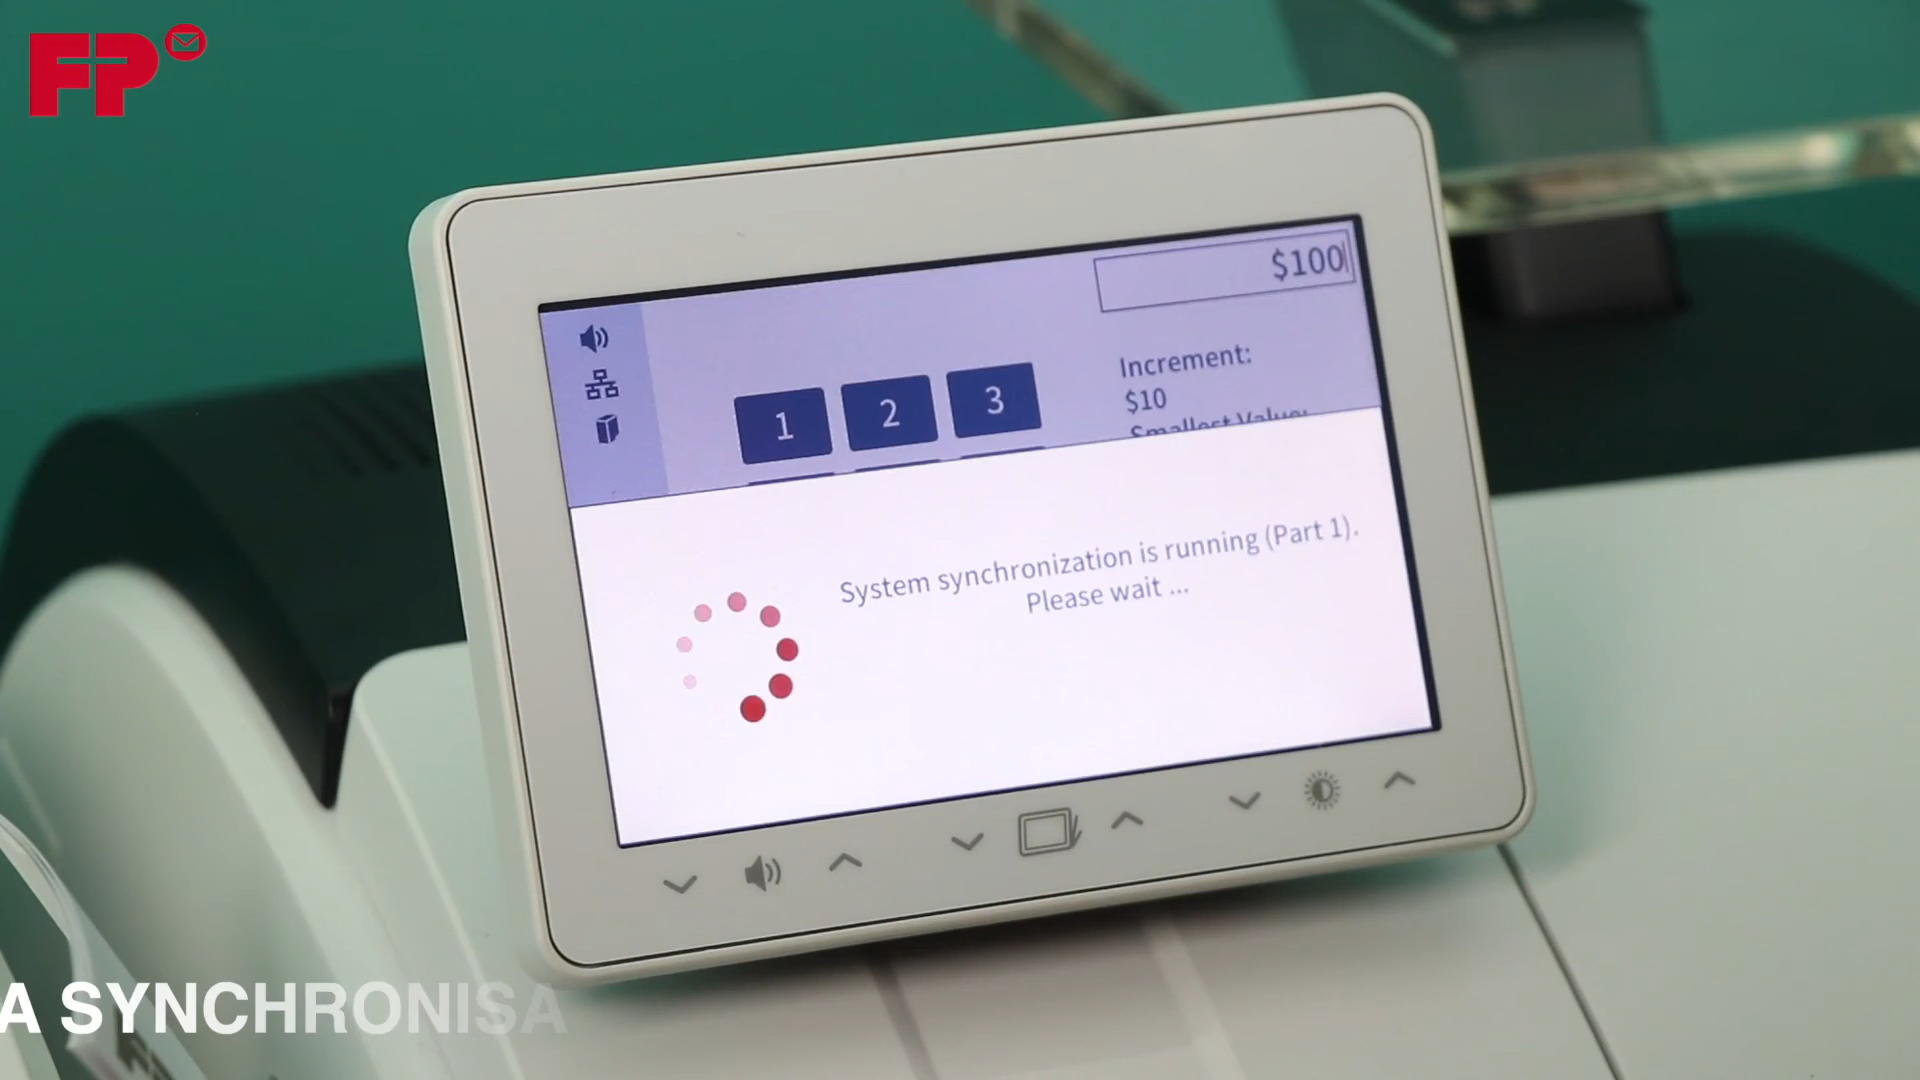 FP
$100
Increment:
$10
Smallest Value:
1 2 3
System synchronization is running (Part 1).
Please wait ...
A SYNCHRONISA